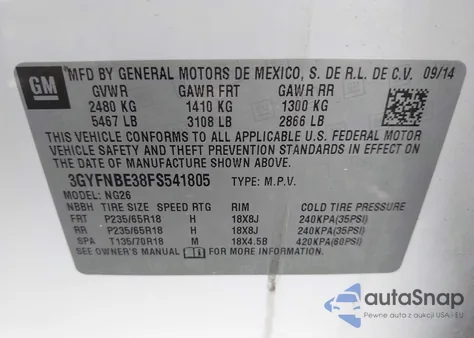 GM
MFD BY GENERAL MOTORS DE MEXICO, S. DE R.L. DE C.V. 09/14
GVWR GAWR FRT GAWR RR
2480 KG 1410 KG 1300 KG
5467 LB 3108 LB 2866 LB
THIS VEHICLE CONFORMS TO ALL APPLICABLE U.S. FEDERAL MOTOR
VEHICLE SAFETY AND THEFT PREVENTION STANDARDS IN EFFECT ON
THE DATE OF MANUFACTURE SHOWN ABOVE.
3GYFNBE38FS541805 TYPE: M.P.V.
MODEL: NG26
NBBH TIRE SIZE SPEED RTG RIM COLD TIRE PRESSURE
FRT P235/65R18 H 18X8J 240KPA(35PSI)
RR P235/65R18 H 18X8J 240KPA(35PSI)
SPA T135/70R18 M 18X4.5B 420KPA(60PSI)
SEE OWNER'S MANUAL FOR MORE INFORMATION.
autoSnap
Pewne auta z aukcji USA i EU